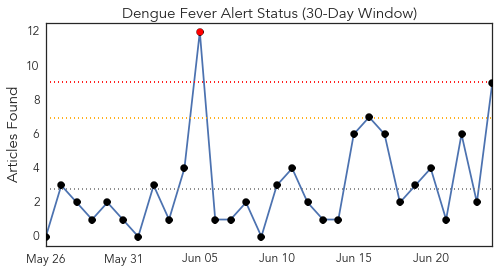 Dengue Fever Alert Status (30-Day Window)
Articles Found
12
10
8
6
4
2
0
May 26
May 31
Jun 05
Jun 10
Jun 15
Jun 20